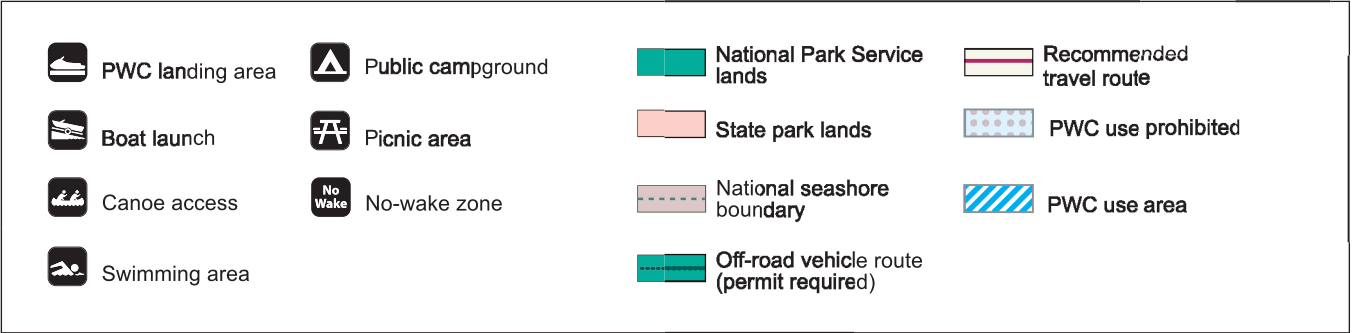 PWC landing area
Boat launch
Canoe access
Swimming area
Public campground
Picnic area
No
Wake
No-wake zone
National Park Service
lands
State park lands
National seashore
boundary
Off-road vehicle route
(permit required)
Recommended
travel route
PWC use prohibited
PWC use area